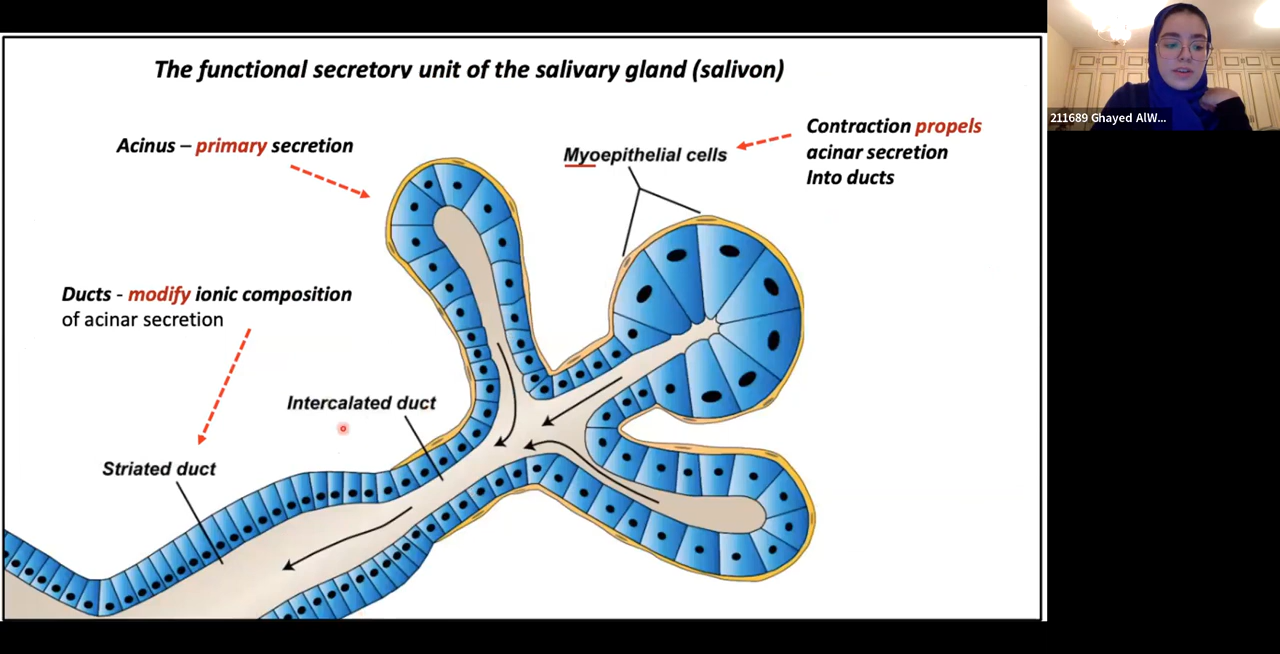 The functional secretory unit of the salivary gland (salivon)
Acinus – primary secretion
Myoepithelial cells
Contraction propels
acinar secretion
Into ducts
Ducts - modify ionic composition
of acinar secretion
Intercalated duct
Striated duct
211689 Ghayed AlW...